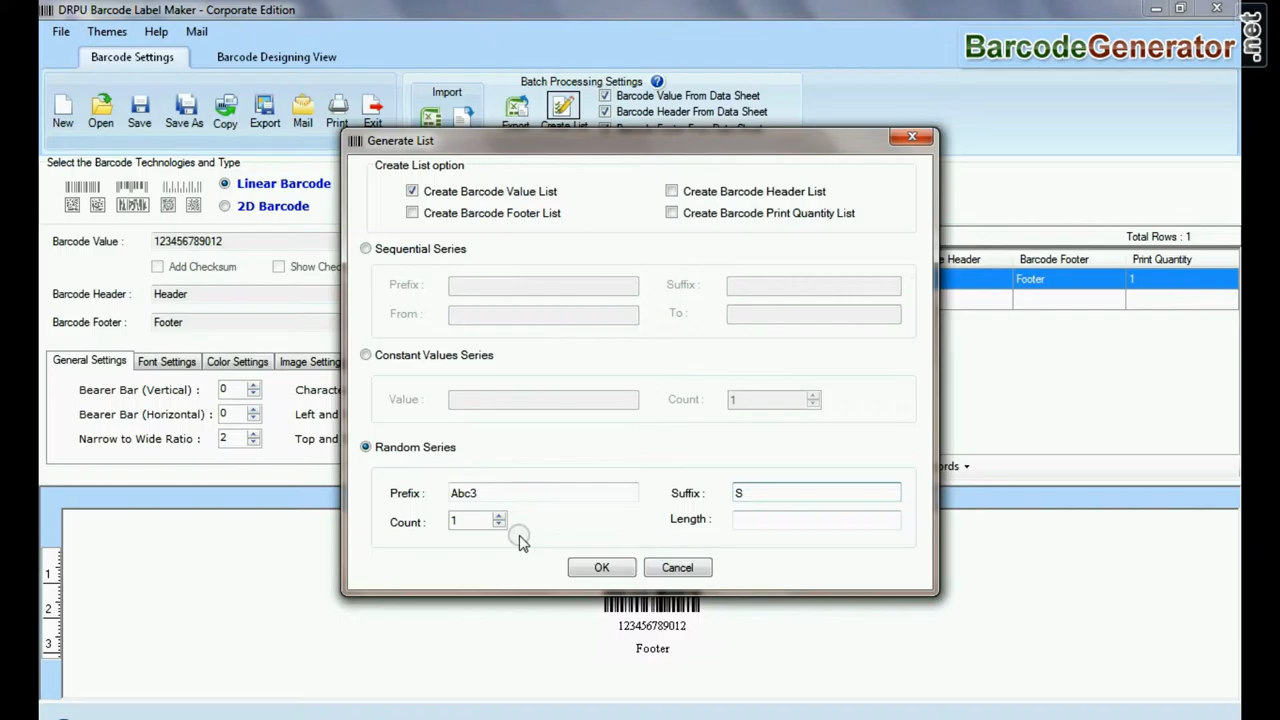 DRPU Barcode Label Maker - Corporate Edition
File Themes Help Mail
BarcodeGenerator.net
Barcode Settings Barcode Designing View
Batch Processing Settings ?
Import
Barcode Value From Data Sheet
Barcode Header From Data Sheet
New Open Save Save As Copy Export Mail Print Exit
Generate List
Select the Barcode Technologies and Type
Linear Barcode
2D Barcode
Create List option
Create Barcode Value List Create Barcode Header List
Create Barcode Footer List Create Barcode Print Quantity List
Barcode Value : 123456789012
Total Rows : 1
Add Checksum
Barcode Header : Header
Barcode Footer : Footer
Header Barcode Footer Print Quantity
Footer 1
Sequential Series
Prefix : Suffix :
From : To :
Constant Values Series
Value : Count : 1
General Settings Font Settings Color Settings
Bearer Bar (Vertical) : 0
Bearer Bar (Horizontal) : 0 Left and
Narrow to Wide Ratio : 2 Top and
Random Series
Prefix : Abc3 Suffix : S
Count : 1 Length :
OK Cancel
1
2
3
123456789012
Footer